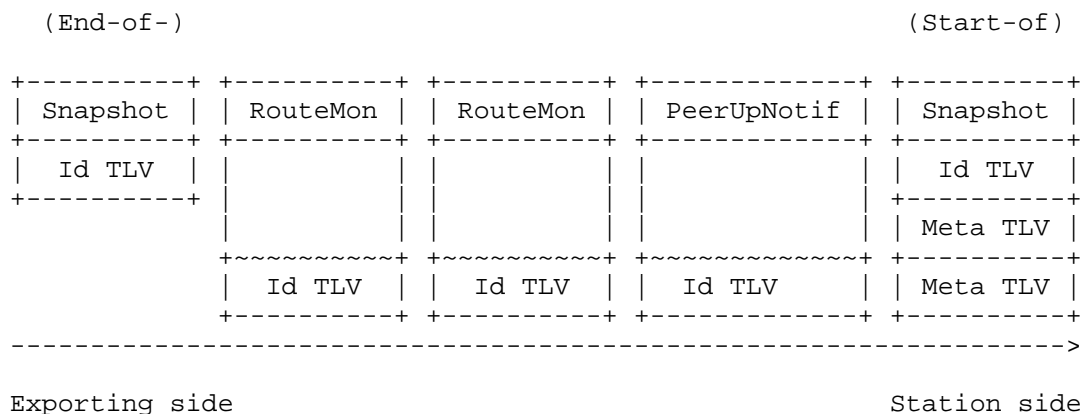 (End-of-) (Start-of)
Snapshot RouteMon RouteMon PeerUpNotif Snapshot
Id TLV Id TLV
Meta TLV
Id TLV Id TLV Id TLV Meta TLV
Exporting side Station side